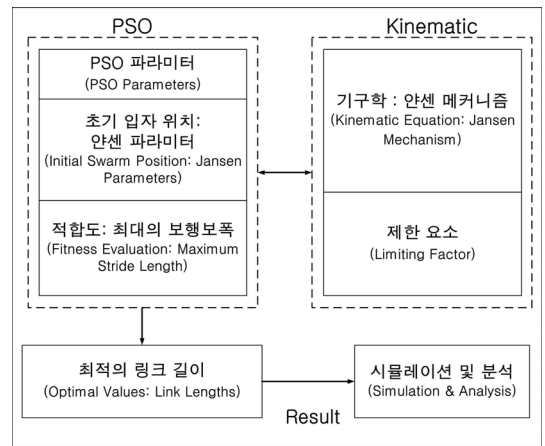 PSO
PSO 파라미터
(PSO Parameters)
초기 입자 위치:
얀센 파라미터
(Initial Swarm Position: Jansen
Parameters)
적합도: 최대의 보행보폭
(Fitness Evaluation: Maximum
Stride Length)
Kinematic
기구학 : 얀센 메커니즘
(Kinematic Equation: Jansen
Mechanism)
제한 요소
(Limiting Factor)
최적의 링크 길이
(Optimal Values: Link Lengths)
Result
시뮬레이션 및 분석
(Simulation & Analysis)